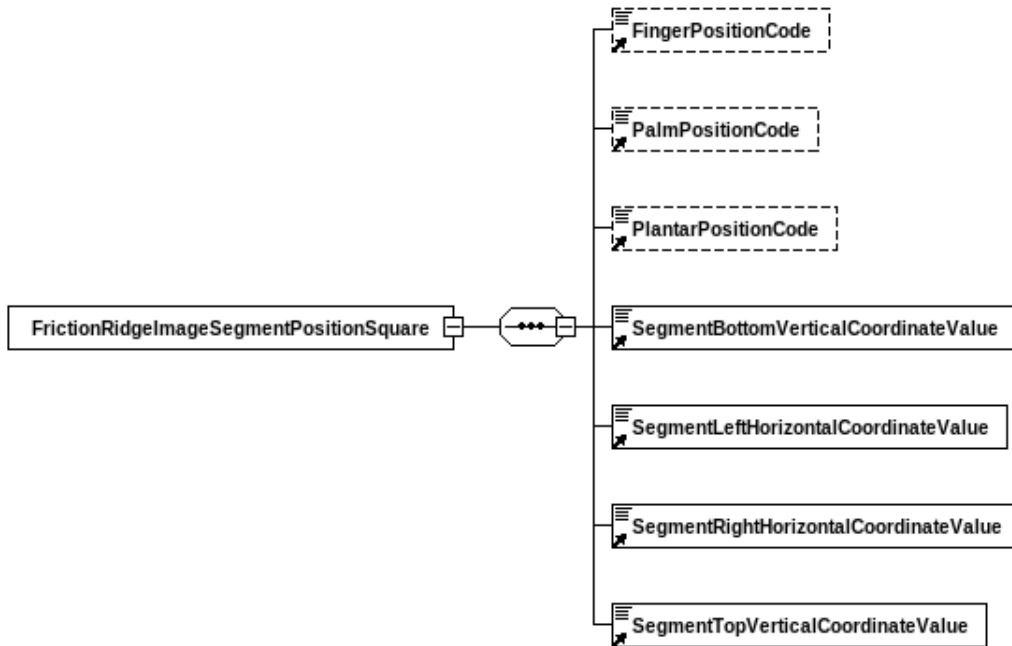 FingerPositionCode
PalmPositionCode
PlantarPositionCode
FrictionRidgeImageSegmentPositionSquare
SegmentBottomVerticalCoordinateValue
SegmentLeftHorizontalCoordinateValue
SegmentRightHorizontalCoordinateValue
SegmentTopVerticalCoordinateValue